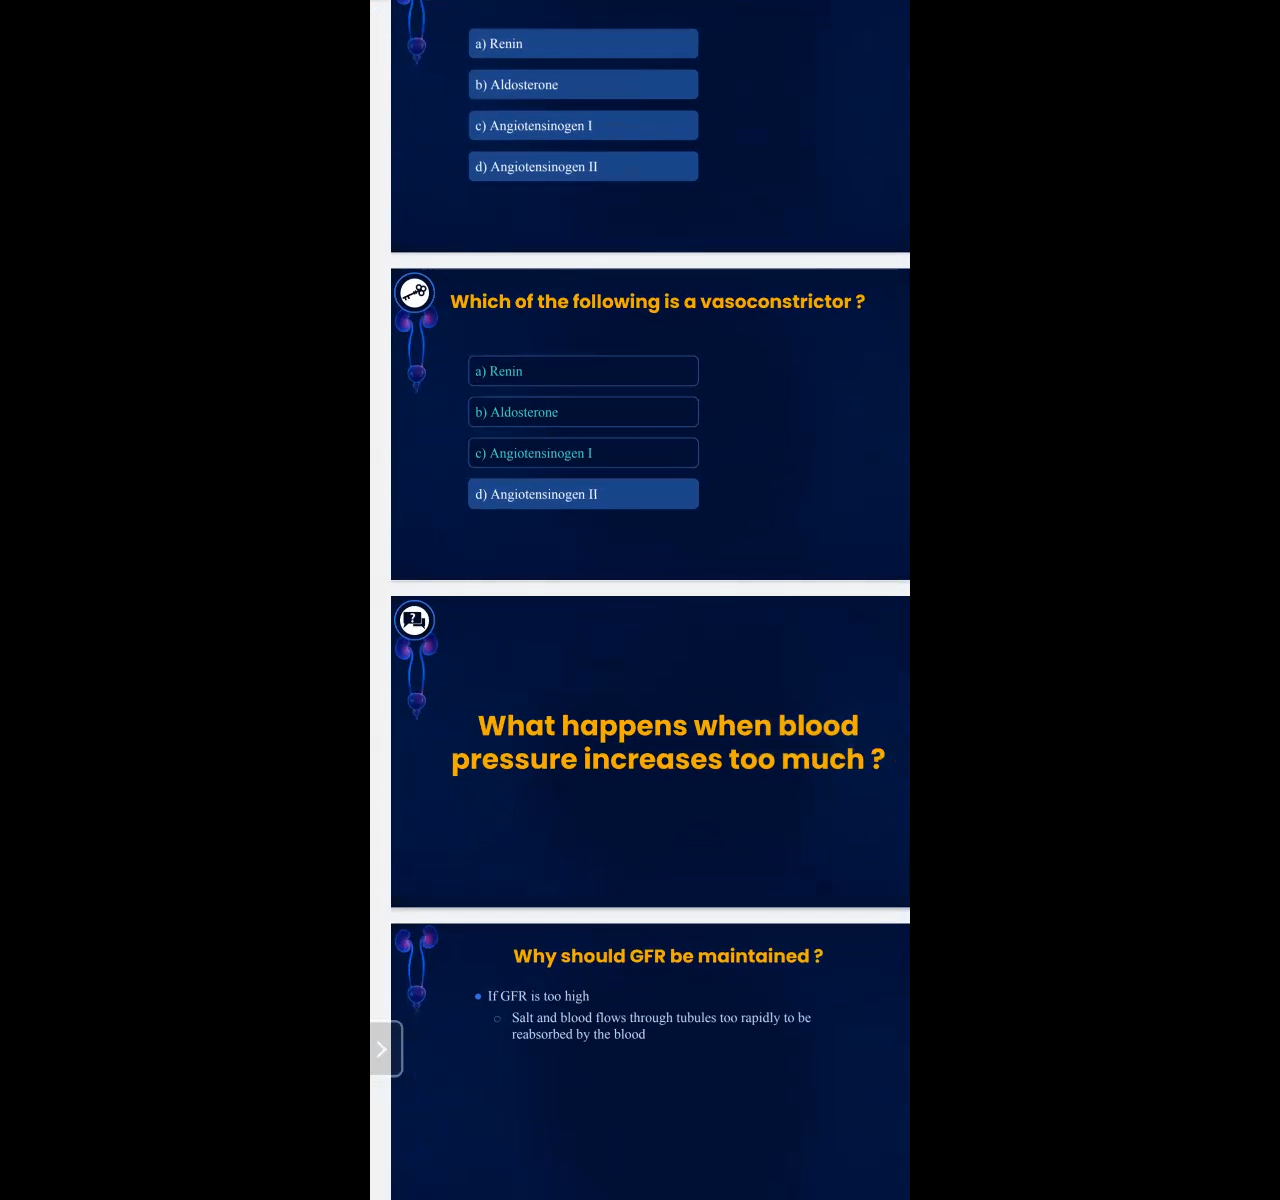 a) Renin
b) Aldosterone
c) Angiotensinogen I
d) Angiotensinogen II
Which of the following is a vasoconstrictor ?
a) Renin
b) Aldosterone
c) Angiotensinogen I
d) Angiotensinogen II
?
What happens when blood
pressure increases too much ?
Why should GFR be maintained ?
If GFR is too high
Salt and blood flows through tubules too rapidly to be
reabsorbed by the blood